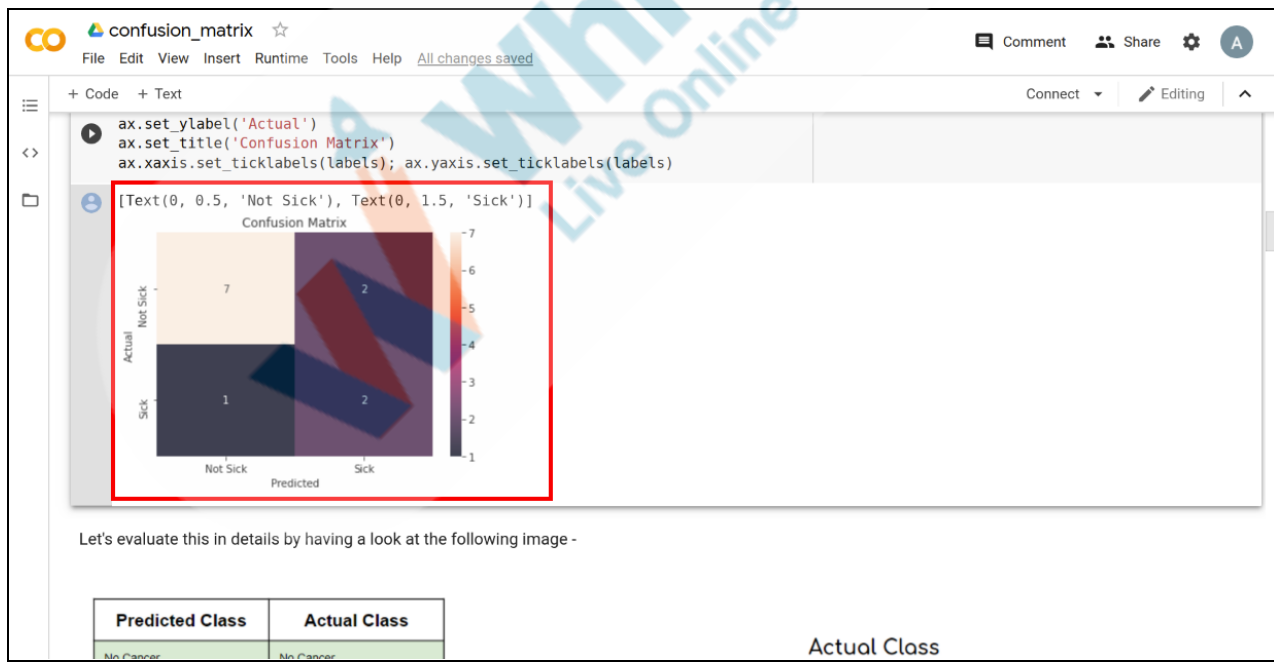 confusion_matrix
File Edit View Insert Runtime Tools Help All changes saved
Comment Share A
+ Code + Text
Connect Editing
ax.set_ylabel('Actual')
ax.set_title('Confusion Matrix')
ax.xaxis.set_ticklabels(labels); ax.yaxis.set_ticklabels(labels)
[Text(0, 0.5, 'Not Sick'), Text(0, 1.5, 'Sick')]
Confusion Matrix
Actual
Not Sick
Sick
7 2
1 2
Not Sick Sick
Predicted
7
6
5
4
3
2
1
Let's evaluate this in details by having a look at the following image -
Predicted Class Actual Class
No Cancer No Cancer
Actual Class
Live Online